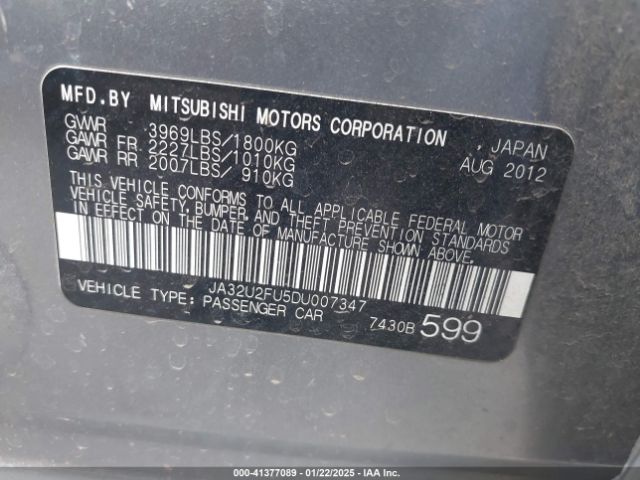 MFD.BY MITSUBISHI MOTORS CORPORATION , JAPAN
GVWR 3969LBS/1800KG AUG 2012
GAWR FR 2227LBS/1010KG
GAWR RR 2007LBS/ 910KG
THIS VEHICLE CONFORMS TO ALL APPLICABLE FEDERAL MOTOR
VEHICLE SAFETY, BUMPER, AND THEFT PREVENTION STANDARDS
IN EFFECT ON THE DATE OF MANUFACTURE SHOWN ABOVE.
JA32U2FU5DU007347
VEHICLE TYPE: PASSENGER CAR 7430B 599
000-41377089 - 01/22/2025 - IAA Inc.